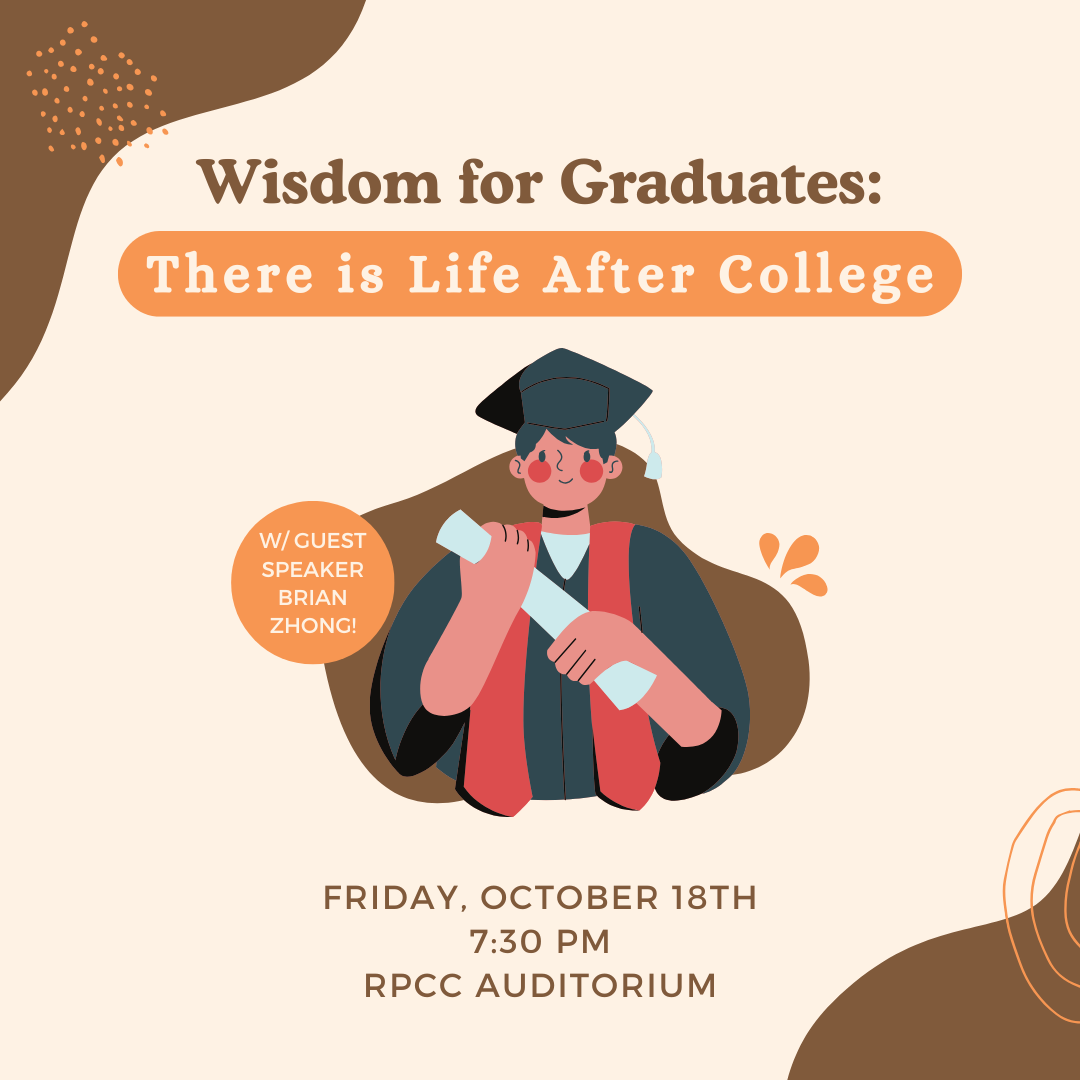 Wisdom for Graduates:
There is Life After College
W/ GUEST
SPEAKER
BRIAN
ZHONG!
FRIDAY, OCTOBER 18TH
7:30 PM
RPCC AUDITORIUM